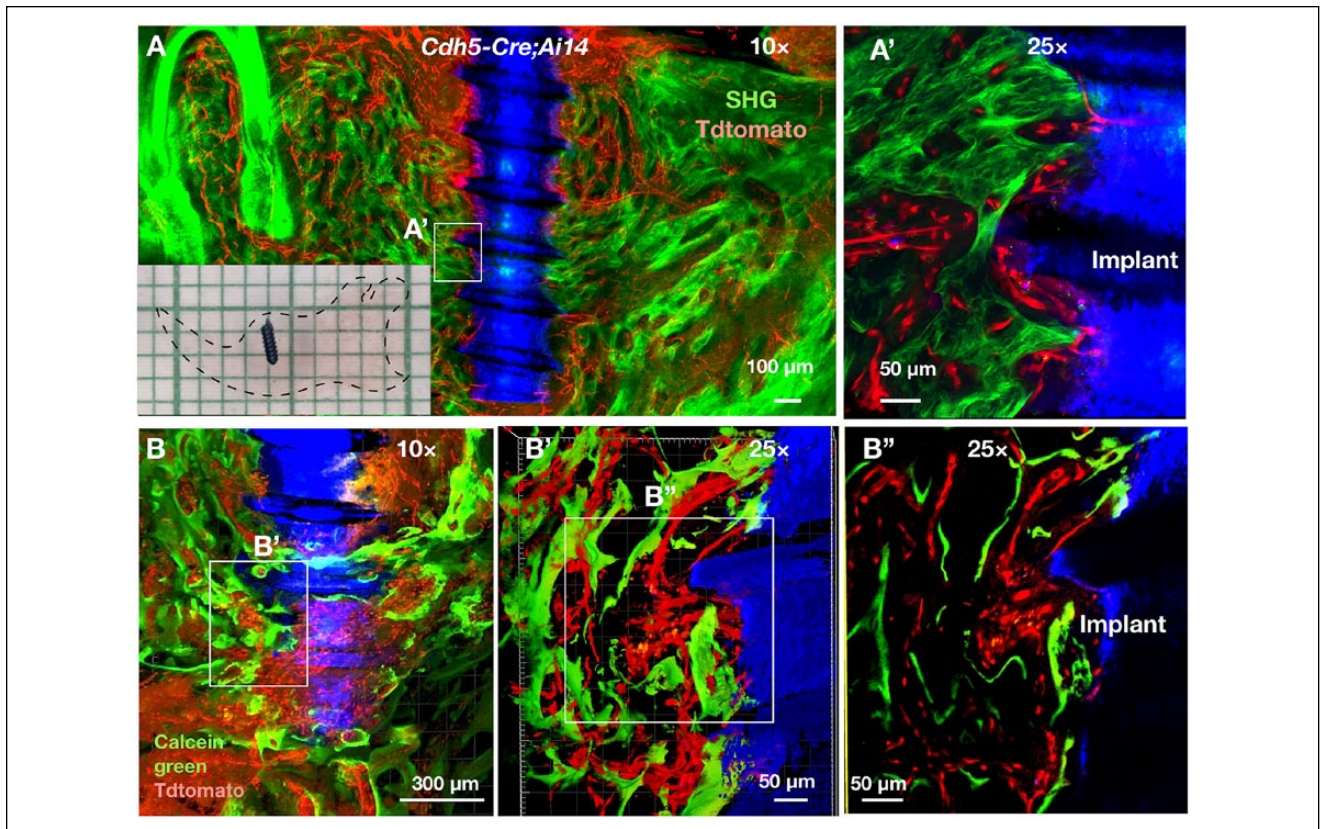 A
Cdh5-Cre;Ai14
10×
SHG
Tdtomato
A’
100 µm
A’
25×
Implant
50 µm
B
10×
B’
Calcein
green
Tdtomato
300 µm
B’
25×
B”
50 µm
B”
25×
Implant
50 µm